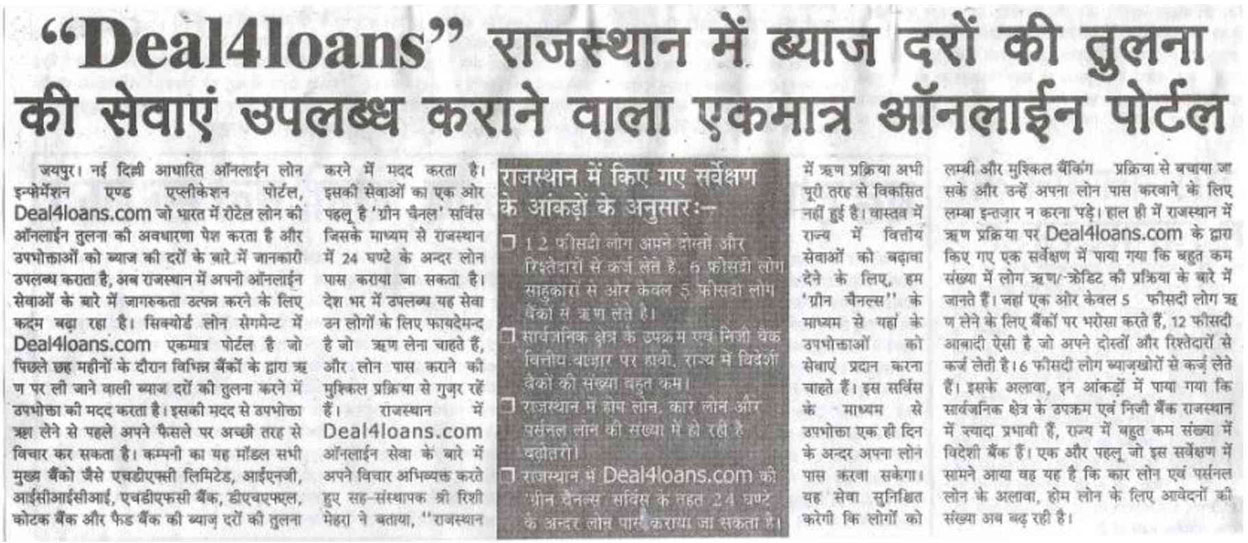 “Deal4loans” राजस्थान में ब्याज दरों की तुलना
की सेवाएं उपलब्ध कराने वाला एकमात्र ऑनलाईन पोर्टल
जयपुर। नई दिल्ली आधारित ऑनलाईन लोन
इन्फोर्मेशन एण्ड एप्लीकेशन पोर्टल,
Deal4loans.com जो भारत में रीटेल लोन की
ऑनलाईन तुलना की अवधारणा पेश करता है और
उपभोक्ताओं को ब्याज की दरों के बारे में जानकारी
उपलब्ध कराता है, अब राजस्थान में अपनी ऑनलाईन
सेवाओं के बारे में जागरुकता उत्पन्न करने के लिए
कदम बढ़ा रहा है। सिक्योर्ड लोन सेगमेन्ट में
Deal4loans.com एकमात्र पोर्टल है जो
पिछले छह महीनों के दौरान विभिन्न बैंकों के द्वारा ऋ
ण पर ली जाने वाली ब्याज दरों की तुलना करने में
उपभोक्ता की मदद करता है। इसकी मदद से उपभोक्ता
ऋा लेने से पहले अपने फैसले पर अच्छी तरह से
विचार कर सकता है। कम्पनी का यह मॉडल सभी
मुख्य बैंको जैसे एचडीएफसी लिमिटेड, आईएनजी,
आईसीआईसीआई, एचडीएफसी बैंक, डीएचएफएल,
कोटक बैंक और फैड बैंक की ब्याज़ दरों की तुलना
करने में मदद करता है।
इसकी सेवाओं का एक ओर
पहलू है ‘ग्रीन चैनल’ सर्विस
जिसके माध्यम से राजस्थान
में 24 घण्टे के अन्दर लोन
पास कराया जा सकता है।
देश भर में उपलब्ध यह सेवा
उन लोगों के लिए फायदेमन्द
है जो ऋण लेना चाहते हैं,
और लोन पास कराने की
मुश्किल प्रक्रिया से गुज़र रहें
हैं। राजस्थान में
Deal4loans.com
ऑनलाईन सेवा के बारे में
अपने विचार अभिव्यक्त करते
हुए सह-संस्थापक श्री रिशी
मेहरा ने बताया, “राजस्थान
राजस्थान में किए गए सर्वेक्षण
के आंकड़ों के अनुसारः–
12 फीसदी लोग अपने दोस्तों और
रिश्तेदारों से कर्ज लेते हैं, 6 फीसदी लोग
साहूकारों से और केवल 5 फीसदी लोग
बैंकों से ऋण लेते है।
सार्वजनिक क्षेत्र के उपक्रम एवं निजी बैंक
वित्तीय बाजार पर हावी, राज्य में विदेशी
बैंको की संख्या बहुत कम।
राजस्थान में होम लोन, कार लोन और
पर्सनल लोन की संख्या में हो रही है
बढ़ोतरी।
राजस्थान में Deal4loans.com की
‘ग्रीन चैनल्स’ सर्विस के तहत 24 घण्टे
के अन्दर लोन पास कराया जा सकता है।
में ऋण प्रक्रिया अभी
पूरी तरह से विकसित
नहीं हुई है। वास्तव में
राज्य में वित्तीय
सेवाओं को बढ़ावा
देने के लिए, हम
‘ग्रीन चैनल्स” के
माध्यम से यहां के
उपभोक्ताओं को
सेवाएं प्रदान करना
चाहते हैं। इस सर्विस
के माध्यम से
उपभोक्ता एक ही दिन
के अन्दर अपना लोन
पास करवा सकेगा।
यह सेवा सुनिश्चित
करेगी कि लोगों को
लम्बी और मुश्किल बैंकिंग प्रक्रिया से बचाया जा
सके और उन्हें अपना लोन पास करवाने के लिए
लम्बा इन्तज़ार न करना पड़े। हाल ही में राजस्थान में
ऋण प्रक्रिया पर Deal4loans.com के द्वारा
किए गए एक सर्वेक्षण में पाया गया कि बहुत कम
संख्या में लोग ऋण/क्रेडिट की प्रक्रिया के बारे में
जानते हैं। जहां एक ओर केवल 5 फीसदी लोग ऋ
ण लेने के लिए बैंकों पर भरोसा करते हैं, 12 फीसदी
आबादी ऐसी है जो अपने दोस्तों और रिश्तेदारों से
कर्ज लेती है। 6 फीसदी लोग ब्याज़खोरों से कर्ज़ लेते
हैं। इसके अलावा, इन आंकड़ों में पाया गया कि
सार्वजनिक क्षेत्र के उपक्रम एवं निजी बैंक राजस्थान
में ज्यादा प्रभावी हैं, राज्य में बहुत कम संख्या में
विदेशी बैंक हैं। एक और पहलू जो इस सर्वेक्षण में
सामने आया वह यह है कि कार लोन एवं पर्सनल
लोन के अलावा, होम लोन के लिए आवेदनों की
संख्या अब बढ़ रही है।